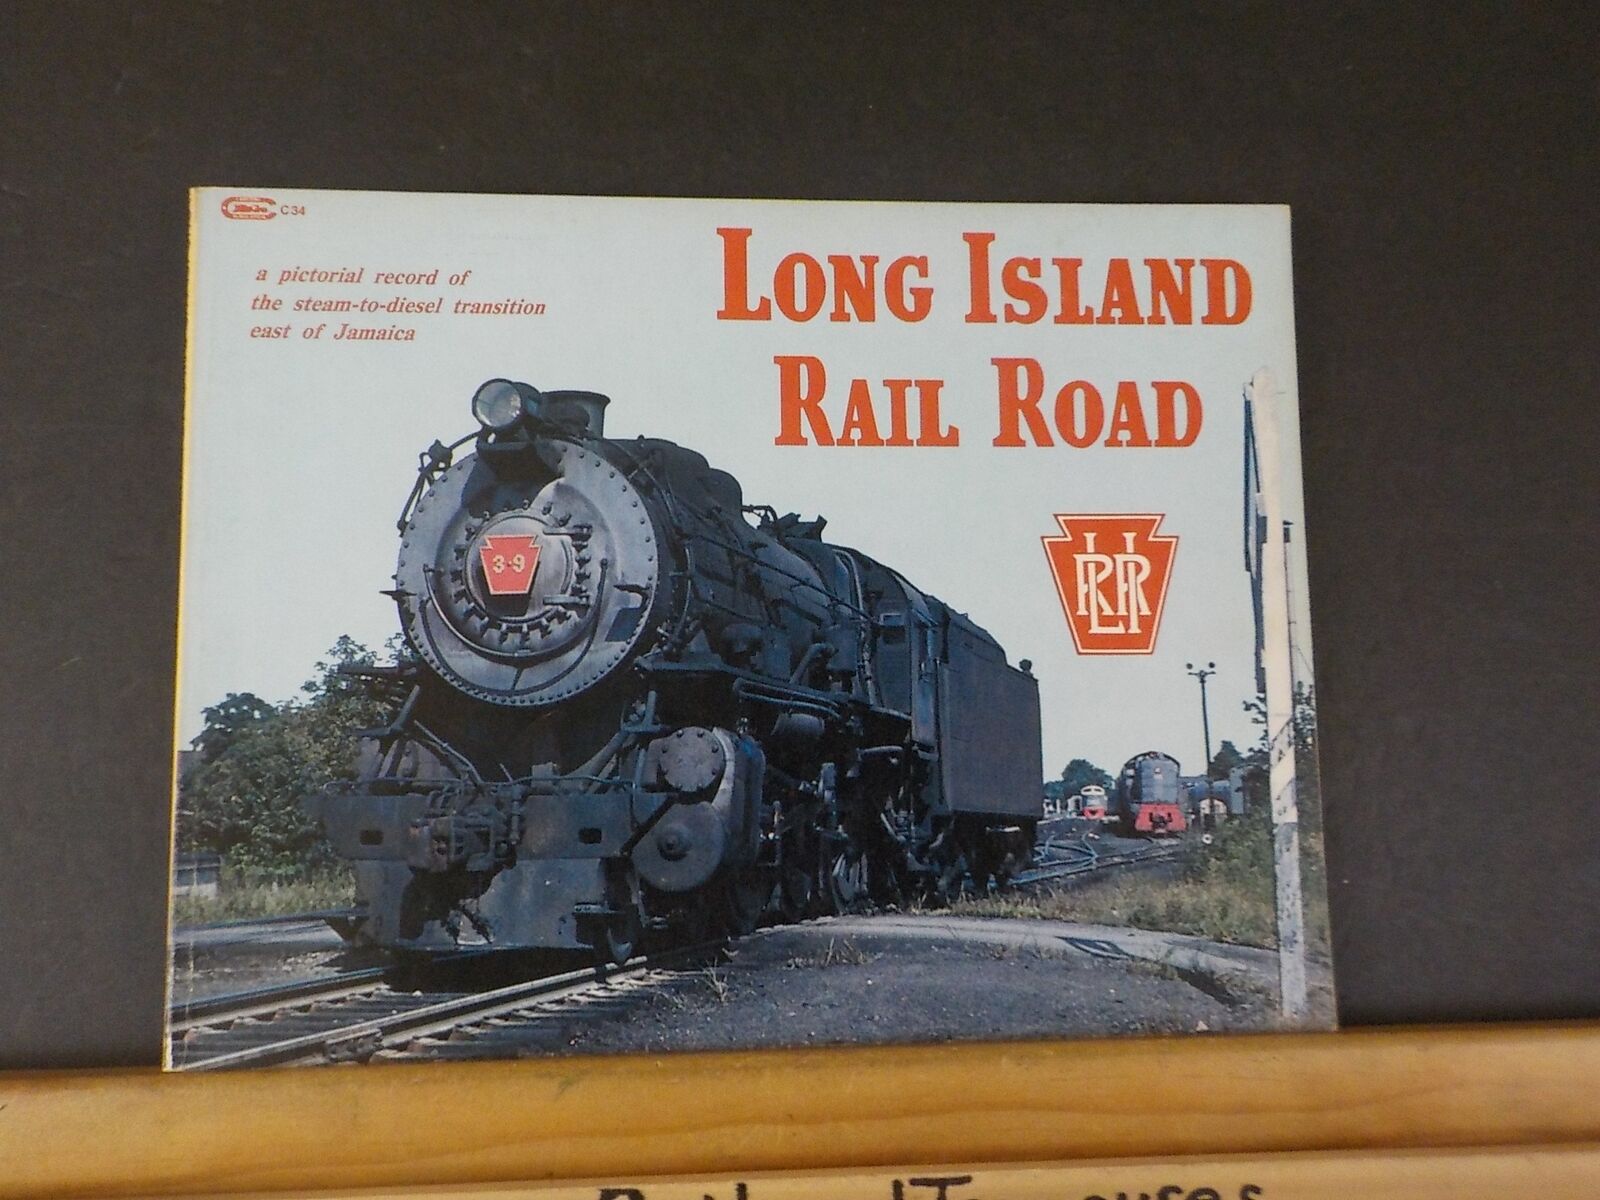 C34
a pictorial record of
the steam-to-diesel transition
east of Jamaica
LONG ISLAND
RAIL ROAD
3·9
LIRR